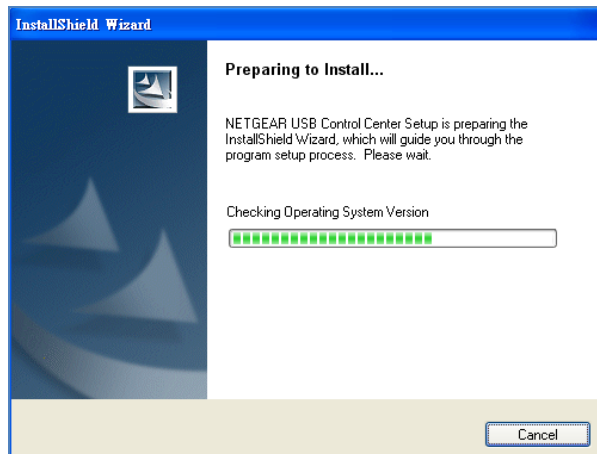 InstallShield Wizard
Preparing to Install...
NETGEAR USB Control Center Setup is preparing the
InstallShield Wizard, which will guide you through the
program setup process. Please wait.
Checking Operating System Version
Cancel